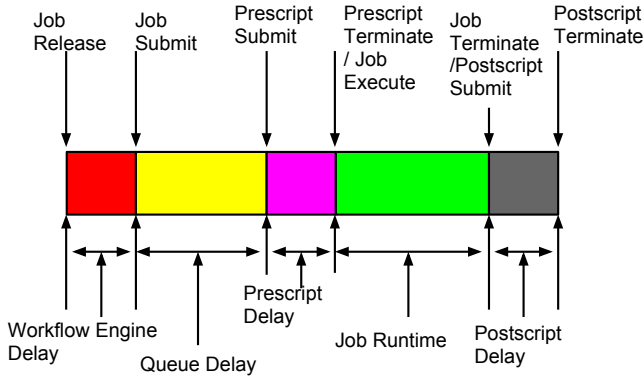 Job
Release
Job
Submit
Prescript
Submit
Prescript
Terminate
/ Job
Execute
Job
Terminate
/Postscript
Submit
Postscript
Terminate
Workflow Engine
Delay
Queue Delay
Prescript
Delay
Job Runtime
Postscript
Delay